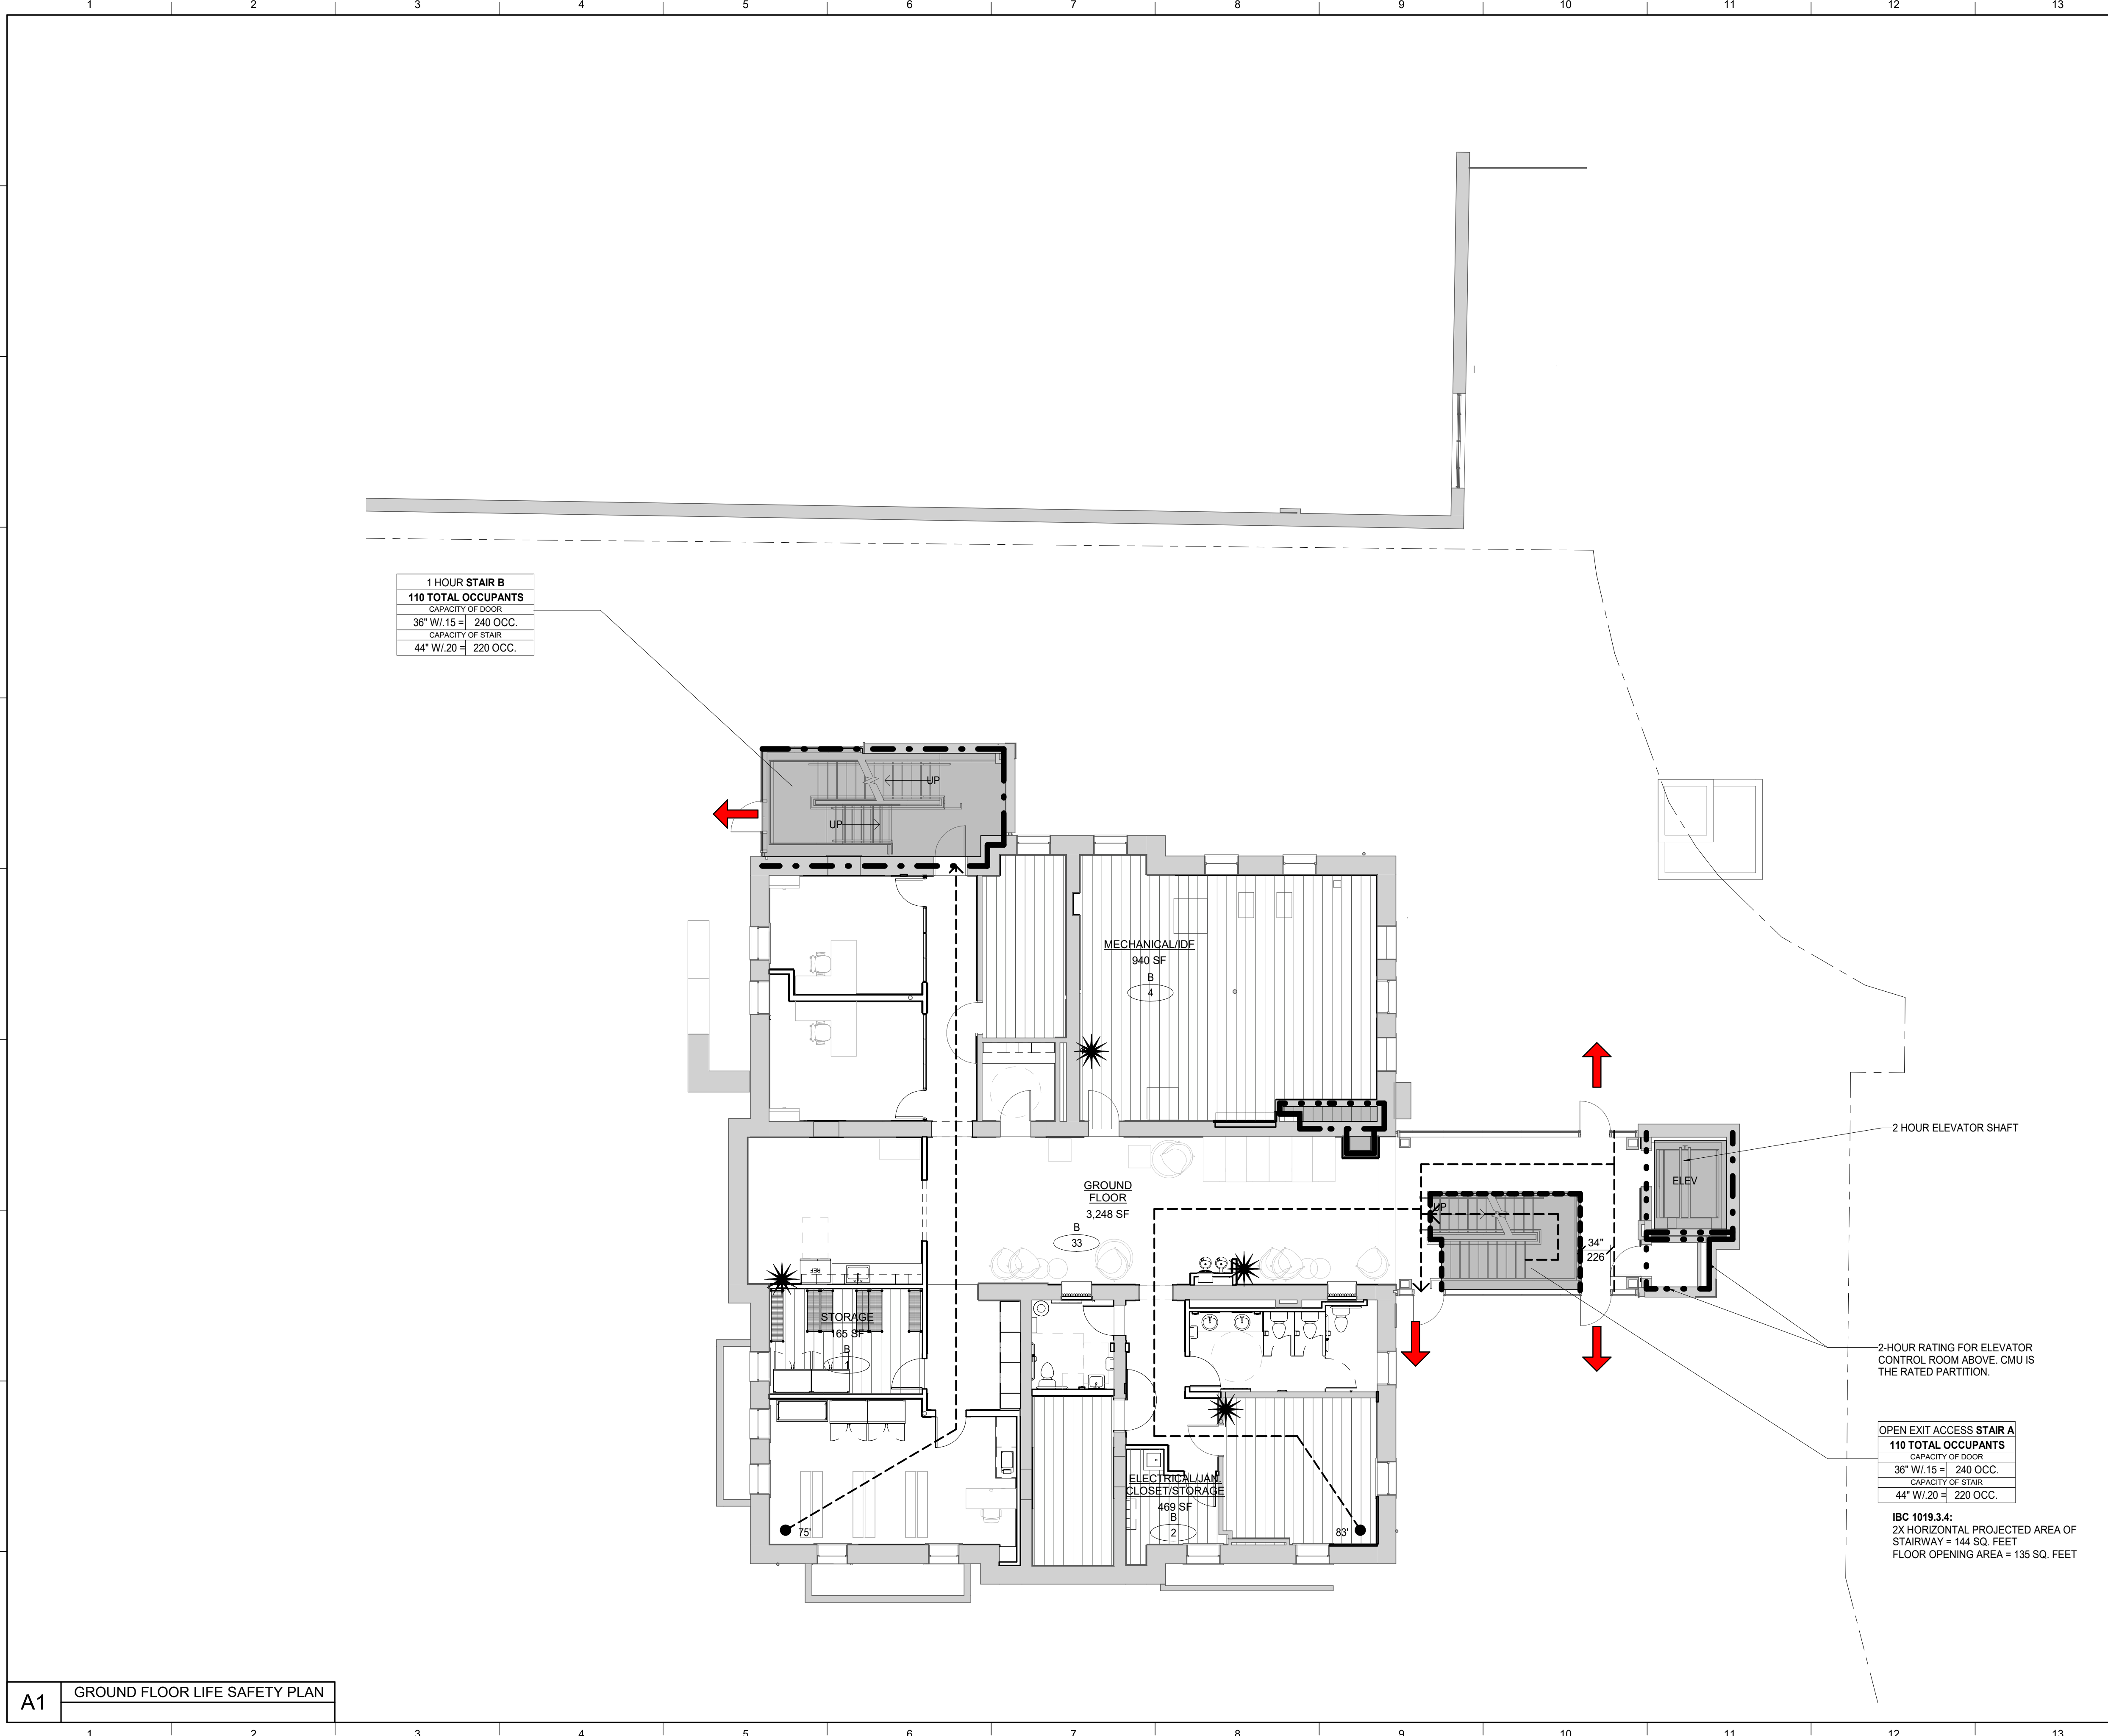 1 2 3 4 5 6 7 8 9 10 11 12 13
1 HOUR STAIR B
110 TOTAL OCCUPANTS
CAPACITY OF DOOR
36" W/.15 = 240 OCC.
CAPACITY OF STAIR
44" W/.20 = 220 OCC.
UP
UP
MECHANICAL/IDF
940 SF
B
4
2 HOUR ELEVATOR SHAFT
ELEV
GROUND
FLOOR
3,248 SF
B
33
UP
34"
226
REF
STORAGE
165 SF
B
1
2-HOUR RATING FOR ELEVATOR
CONTROL ROOM ABOVE. CMU IS
THE RATED PARTITION.
OPEN EXIT ACCESS STAIR A
110 TOTAL OCCUPANTS
CAPACITY OF DOOR
36" W/.15 = 240 OCC.
CAPACITY OF STAIR
44" W/.20 = 220 OCC.
IBC 1019.3.4:
2X HORIZONTAL PROJECTED AREA OF
STAIRWAY = 144 SQ. FEET
FLOOR OPENING AREA = 135 SQ. FEET
ELECTRICAL/JAN.
CLOSET/STORAGE
469 SF
B
2
75'
83'
A1 GROUND FLOOR LIFE SAFETY PLAN
1 2 3 4 5 6 7 8 9 10 11 12 13